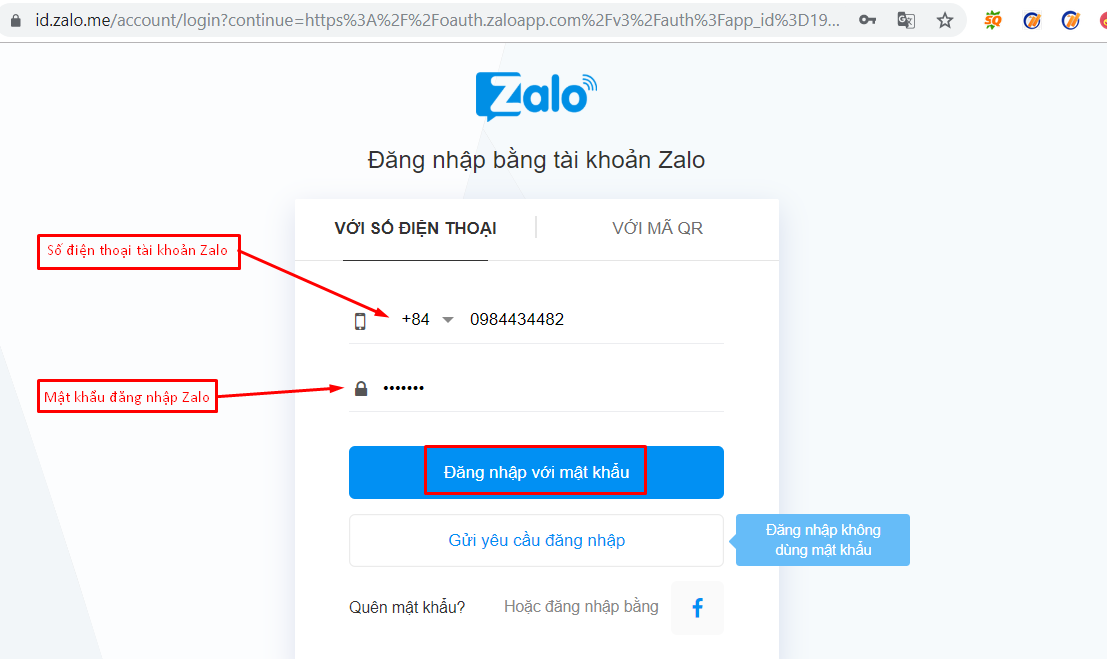 id.zalo.me/account/login?continue=https%3A%2F%2Foauth.zaloapp.com%2Fv3%2Fauth%3Fapp_id%3D19...
Zalo
Đăng nhập bằng tài khoản Zalo
VỚI SỐ ĐIỆN THOẠI
VỚI MÃ QR
Số điện thoại tài khoản Zalo
+84
0984434482
Mật khẩu đăng nhập Zalo
•••••••
Đăng nhập với mật khẩu
Gửi yêu cầu đăng nhập
Đăng nhập không
dùng mật khẩu
Quên mật khẩu?
Hoặc đăng nhập bằng